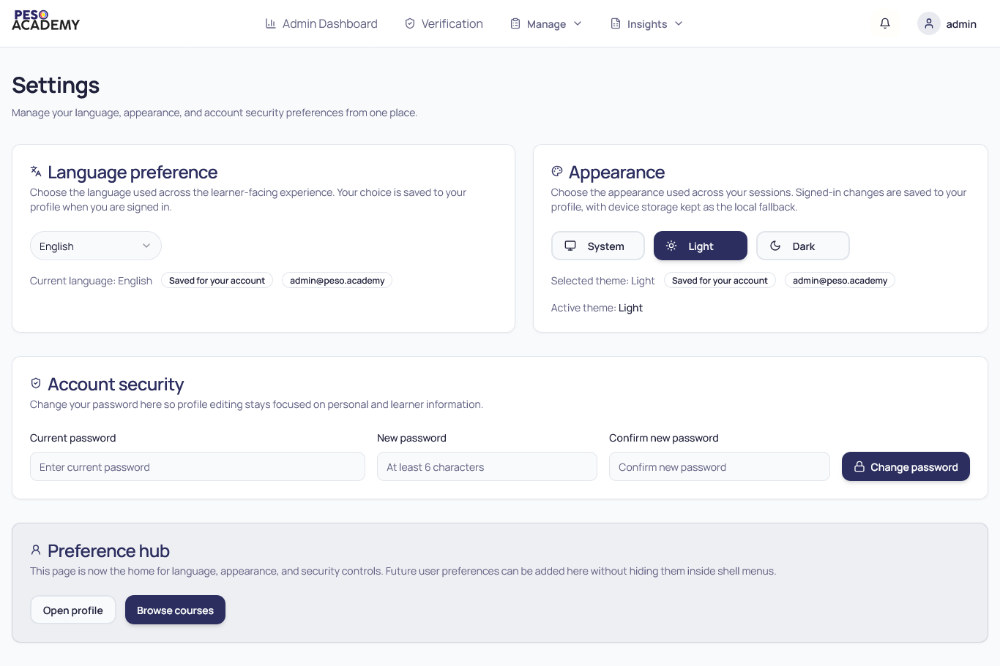 PESO
ACADEMY
Admin Dashboard
Verification
Manage
Insights
admin
Settings
Manage your language, appearance, and account security preferences from one place.
Language preference
Choose the language used across the learner-facing experience. Your choice is saved to your
profile when you are signed in.
English
Current language: English
Saved for your account
admin@peso.academy
Appearance
Choose the appearance used across your sessions. Signed-in changes are saved to your
profile, with device storage kept as the local fallback.
System
Light
Dark
Selected theme: Light
Saved for your account
admin@peso.academy
Active theme: Light
Account security
Change your password here so profile editing stays focused on personal and learner information.
Current password
New password
Confirm new password
Enter current password
At least 6 characters
Confirm new password
Change password
Preference hub
This page is now the home for language, appearance, and security controls. Future user preferences can be added here without hiding them inside shell menus.
Open profile
Browse courses